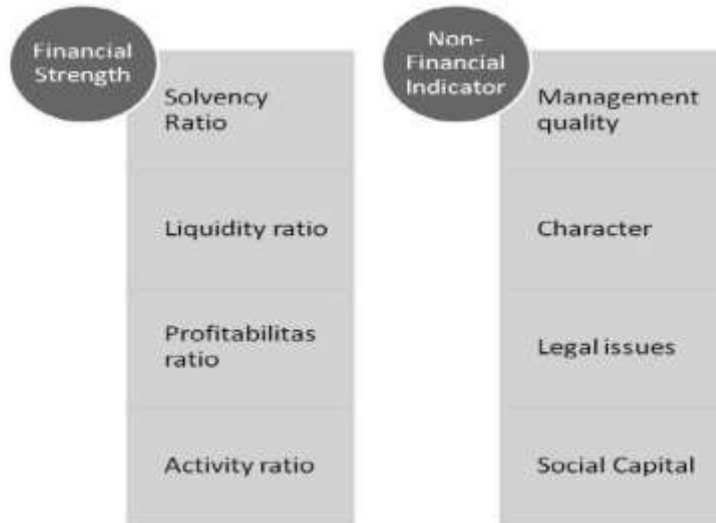 Financial
Strength
Solvency
Ratio
Liquidity ratio
Profitabilitas
ratio
Activity ratio
Non-
Financial
Indicator
Management
quality
Character
Legal issues
Social Capital